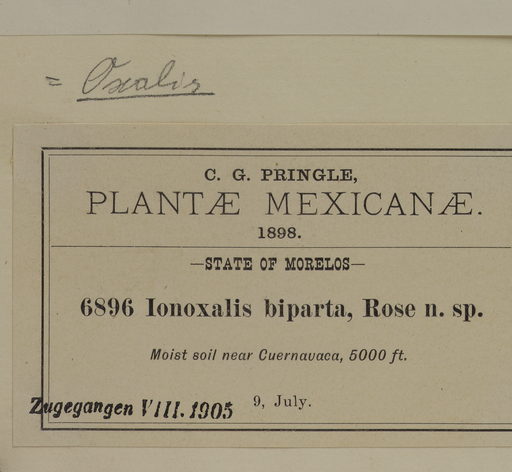 = Oxalis
C. G. PRINGLE,
PLANTÆ MEXICANÆ.
1898.
—STATE OF MORELOS—
6896 Ionoxalis biparta, Rose n. sp.
Moist soil near Cuernavaca, 5000 ft.
9, July.
Zugegangen VIII. 1905